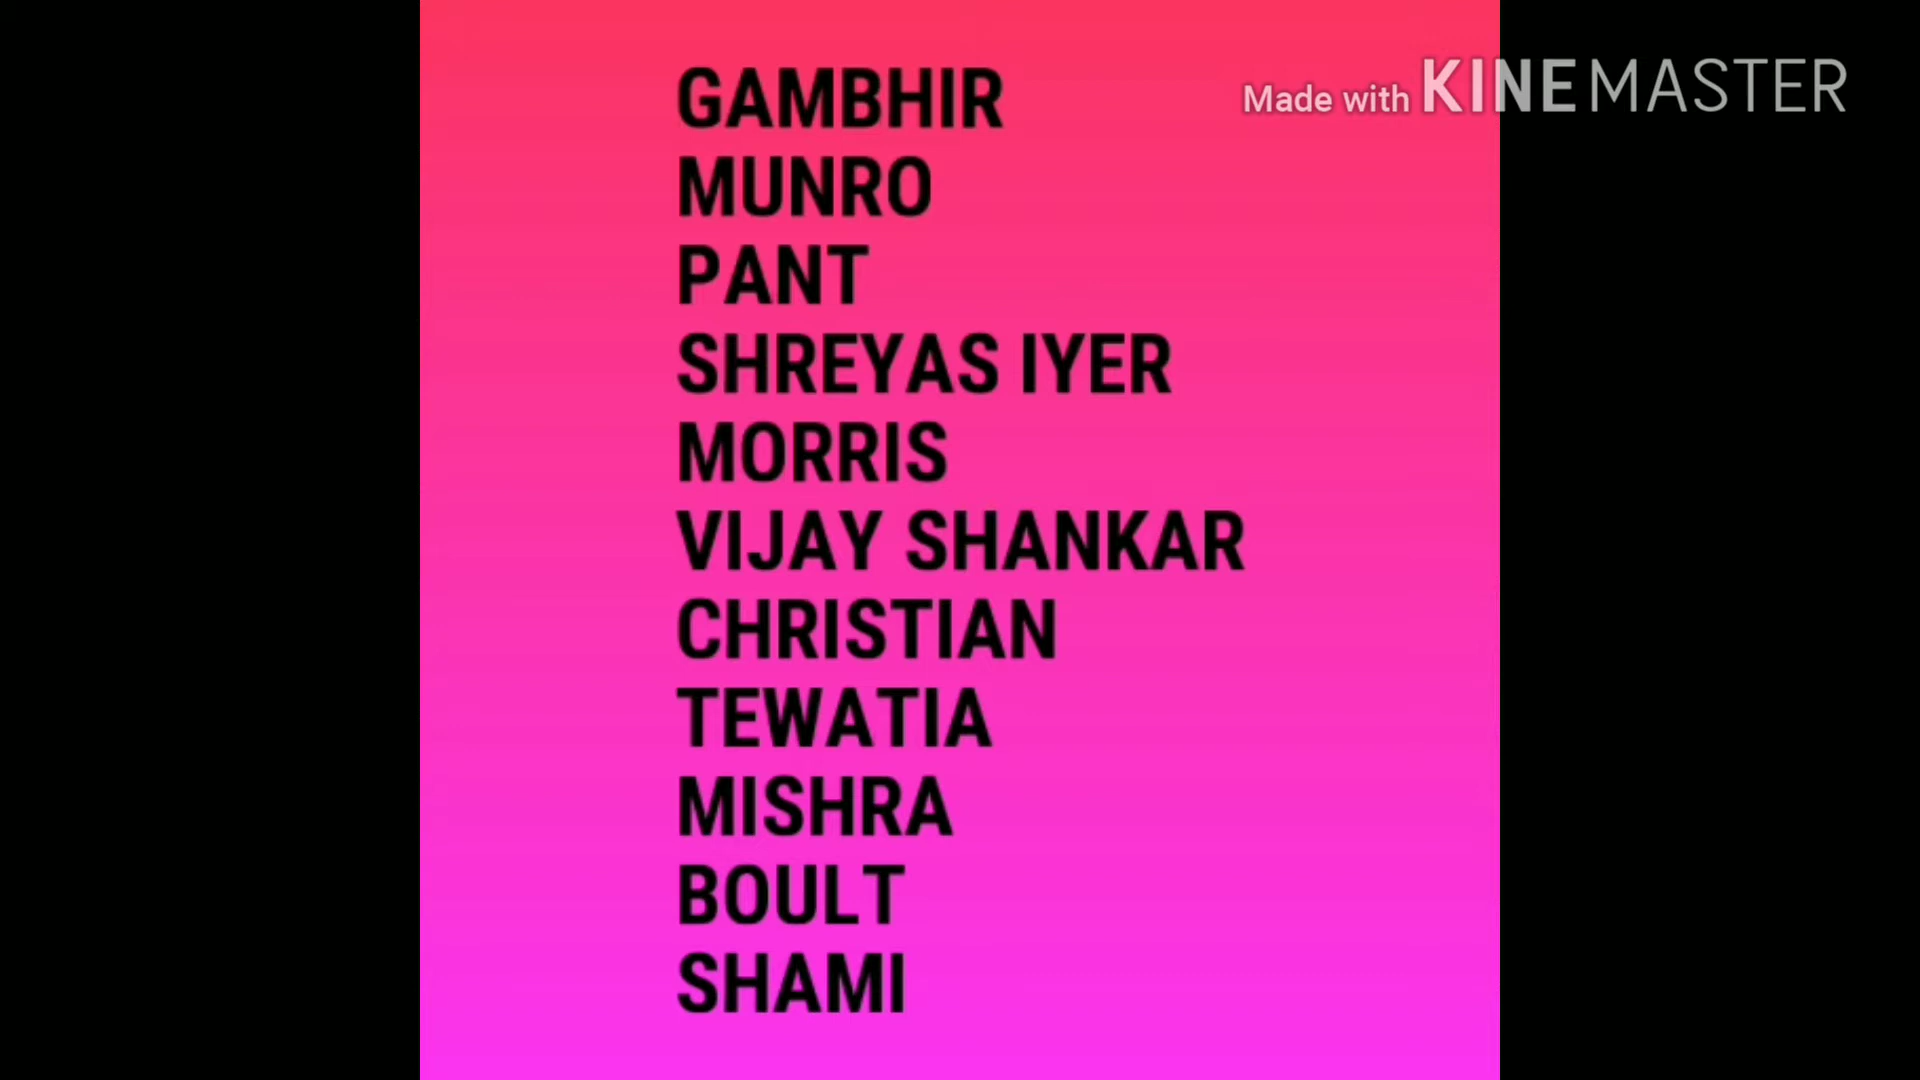 GAMBHIR
Made with KINEMASTER
MUNRO
PANT
SHREYAS IYER
MORRIS
VIJAY SHANKAR
CHRISTIAN
TEWATIA
MISHRA
BOULT
SHAMI